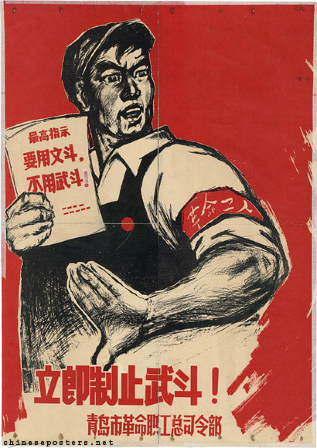 最高指示
要用文斗，
不用武斗！
革命工人
立即制止武斗！
青岛市革命职工总司令部
chineseposters.net